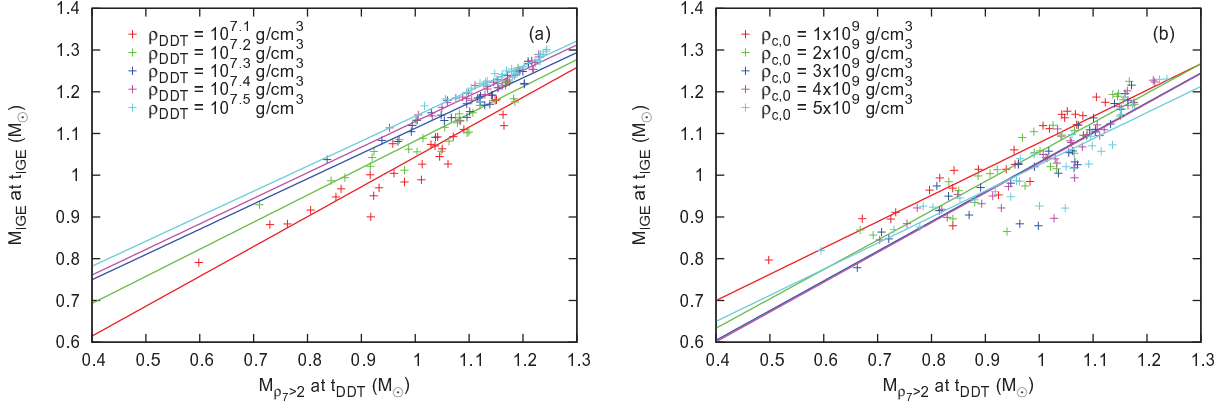 (a)
ρDDT = 10^7.1 g/cm^3
ρDDT = 10^7.2 g/cm^3
ρDDT = 10^7.3 g/cm^3
ρDDT = 10^7.4 g/cm^3
ρDDT = 10^7.5 g/cm^3
1.4
1.3
1.2
1.1
1
0.9
0.8
0.7
0.6
MIGE at tIGE (M☉)
0.4 0.5 0.6 0.7 0.8 0.9 1 1.1 1.2 1.3
Mρ7>2 at tDDT (M☉)
(b)
ρc,0 = 1x10^9 g/cm^3
ρc,0 = 2x10^9 g/cm^3
ρc,0 = 3x10^9 g/cm^3
ρc,0 = 4x10^9 g/cm^3
ρc,0 = 5x10^9 g/cm^3
1.4
1.3
1.2
1.1
1
0.9
0.8
0.7
0.6
MIGE at tIGE (M☉)
0.4 0.5 0.6 0.7 0.8 0.9 1 1.1 1.2 1.3
Mρ7>2 at tDDT (M☉)